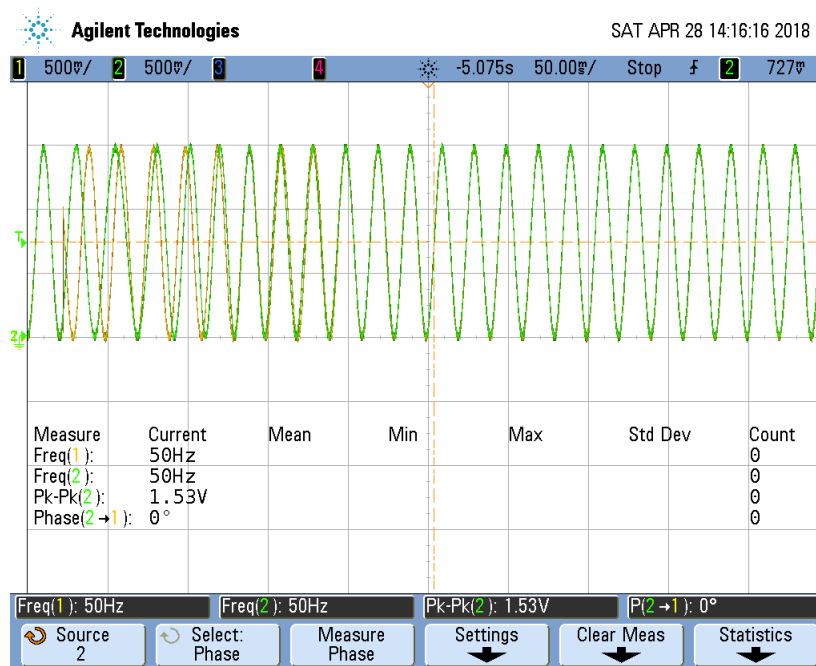 Agilent Technologies SAT APR 28 14:16:16 2018
1 500mV/ 2 500mV/ 3 4 -5.075s 50.00ms/ Stop 2 727mV
T
2
Measure Current Mean Min Max Std Dev Count
Freq(1): 50Hz 0
Freq(2): 50Hz 0
Pk-Pk(2): 1.53V 0
Phase(2→1): 0° 0
Freq(1): 50Hz Freq(2): 50Hz Pk-Pk(2): 1.53V P(2→1): 0°
Source Select: Measure Settings Clear Meas Statistics
2 Phase Phase